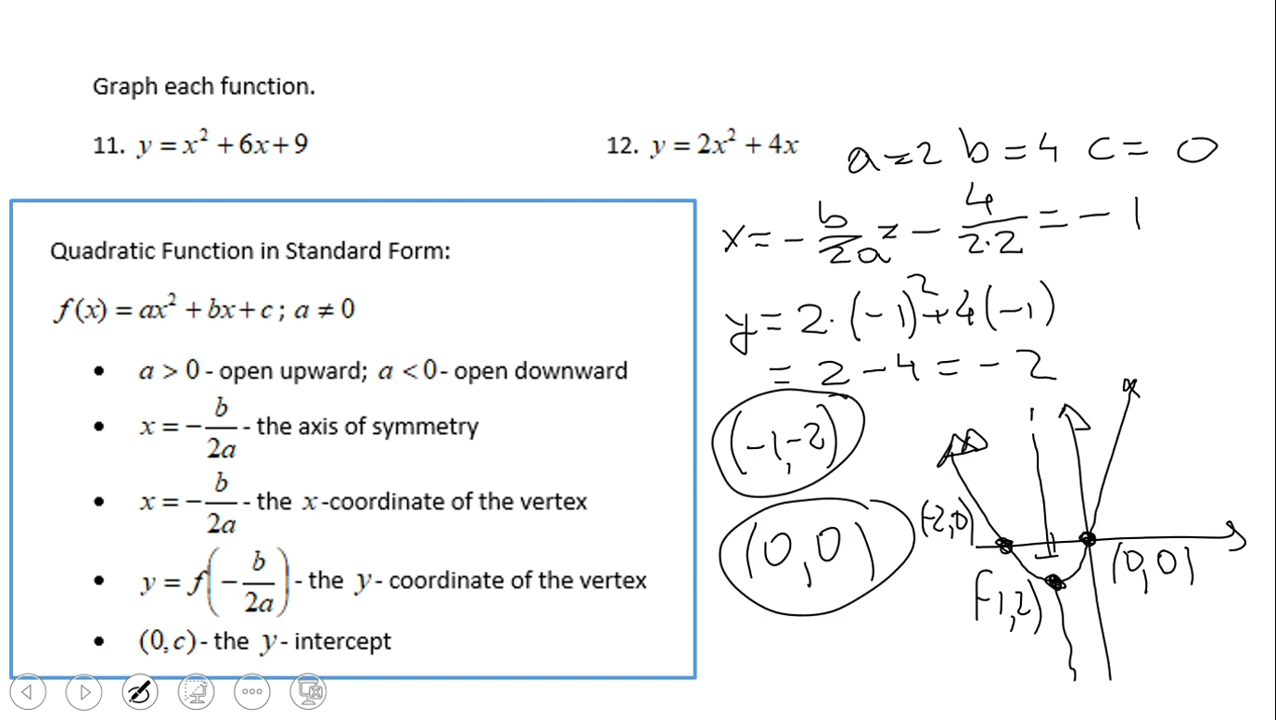 Graph each function.
11. y = x² + 6x + 9
12. y = 2x² + 4x a = 2 b = 4 c = 0
Quadratic Function in Standard Form:
f(x) = ax² + bx + c ; a ≠ 0
• a > 0 - open upward; a < 0 - open downward
• x = -b/2a - the axis of symmetry
• x = -b/2a - the x -coordinate of the vertex
• y = f(-b/2a) - the y - coordinate of the vertex
• (0,c) - the y - intercept
x = -b/2a = -4/2·2 = -1
y = 2·(-1)² + 4(-1)
= 2 - 4 = -2
(-1,-2)
(0,0)
(-2,0)
(0,0)
(-1,2)